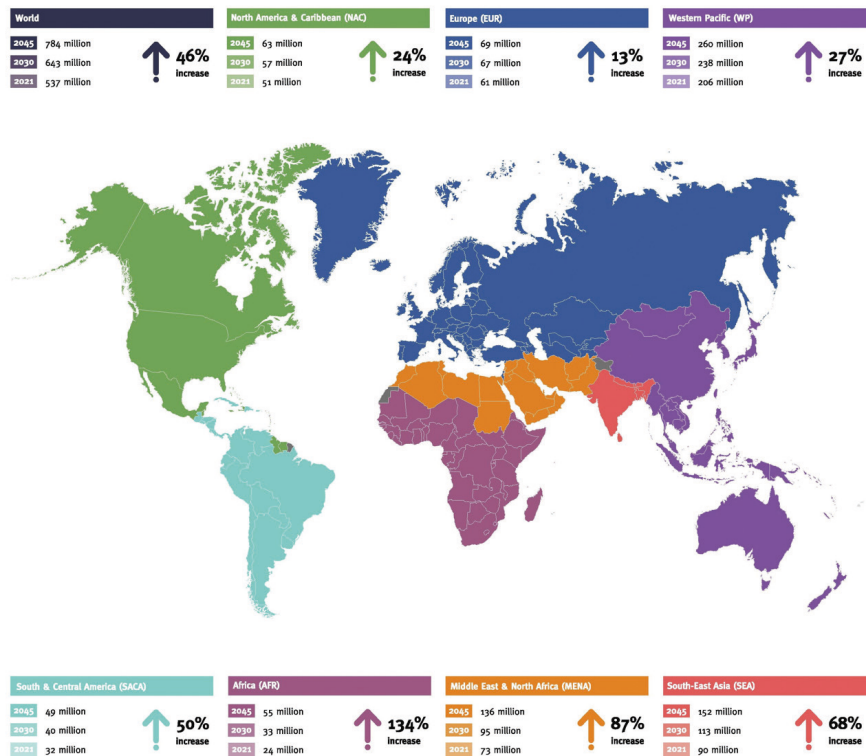 World
2045 784 million
2030 643 million
2021 537 million
46%
increase
North America & Caribbean (NAC)
2045 63 million
2030 57 million
2021 51 million
24%
increase
Europe (EUR)
2045 69 million
2030 67 million
2021 61 million
13%
increase
Western Pacific (WP)
2045 260 million
2030 238 million
2021 206 million
27%
increase
South & Central America (SACA)
2045 49 million
2030 40 million
2021 32 million
50%
increase
Africa (AFR)
2045 55 million
2030 33 million
2021 24 million
134%
increase
Middle East & North Africa (MENA)
2045 136 million
2030 95 million
2021 73 million
87%
increase
South-East Asia (SEA)
2045 152 million
2030 113 million
2021 90 million
68%
increase